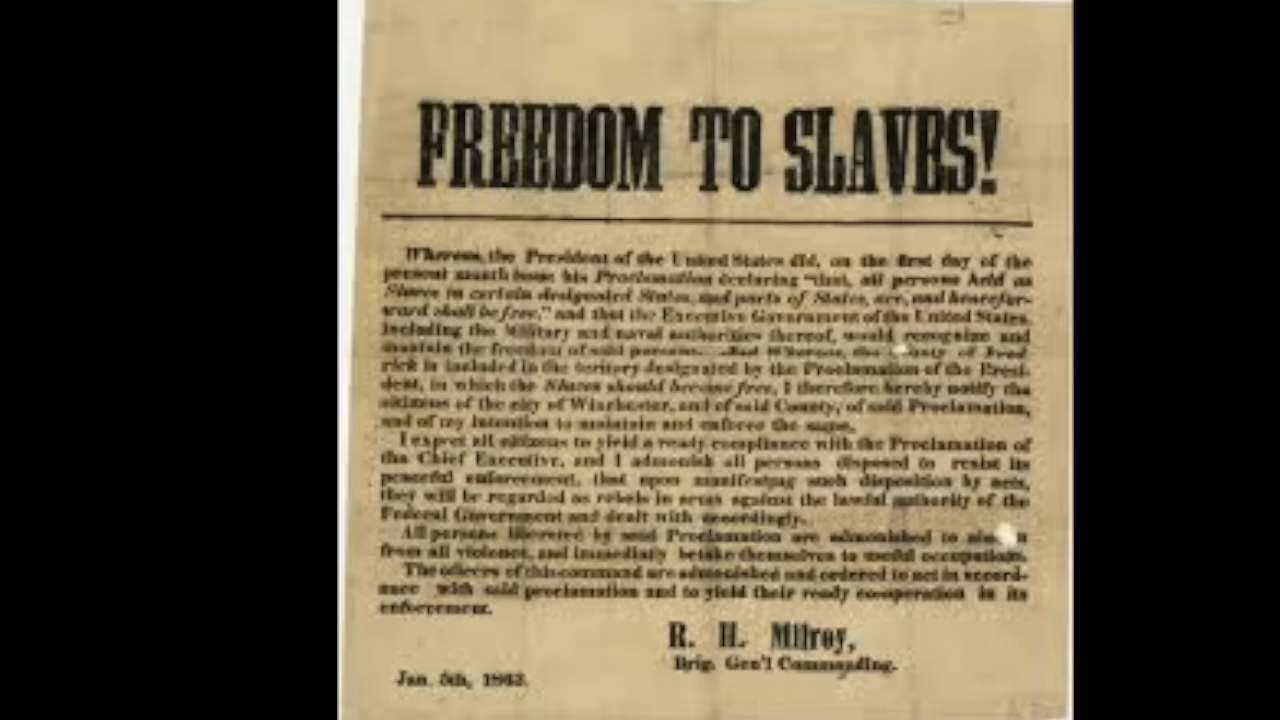 FREEDOM TO SLAVES!
Whereas, the President of the United States did, on the first day of the
present month issue his Proclamation declaring "that, all persons held as
Slaves in certain designated States, and parts of States, are, and hencefor-
ward shall be free," and that the Executive Government of the United States,
including the Military and naval authorities thereof, would recognize and
maintain the freedom of said persons. And Whereas, the County of Fred-
rick is included in the territory designated by the Proclamation of the Presi-
dent, in which the Slaves should become free, I therefore hereby notify the
citizens of the city of Winchester, and of said County, of said Proclamation,
and of my intention to maintain and enforce the same.
I expect all citizens to yield a ready compliance with the Proclamation of
the Chief Executive, and I admonish all persons disposed to resist its
peaceful enforcement, that upon manifesting such disposition by acts,
they will be regarded as rebels in arms against the lawful authority of the
Federal Government and dealt with accordingly.
All persons liberated by said Proclamation are admonished to abstain
from all violence, and immediatly betake themselves to useful occupations.
The officers of this command are admonished and ordered to act in accord-
ance with said proclamation and to yield their ready co-operation in its
enforcement.
R. H. Milroy,
Brig. Gen'l Commanding.
Jan. 5th, 1863.